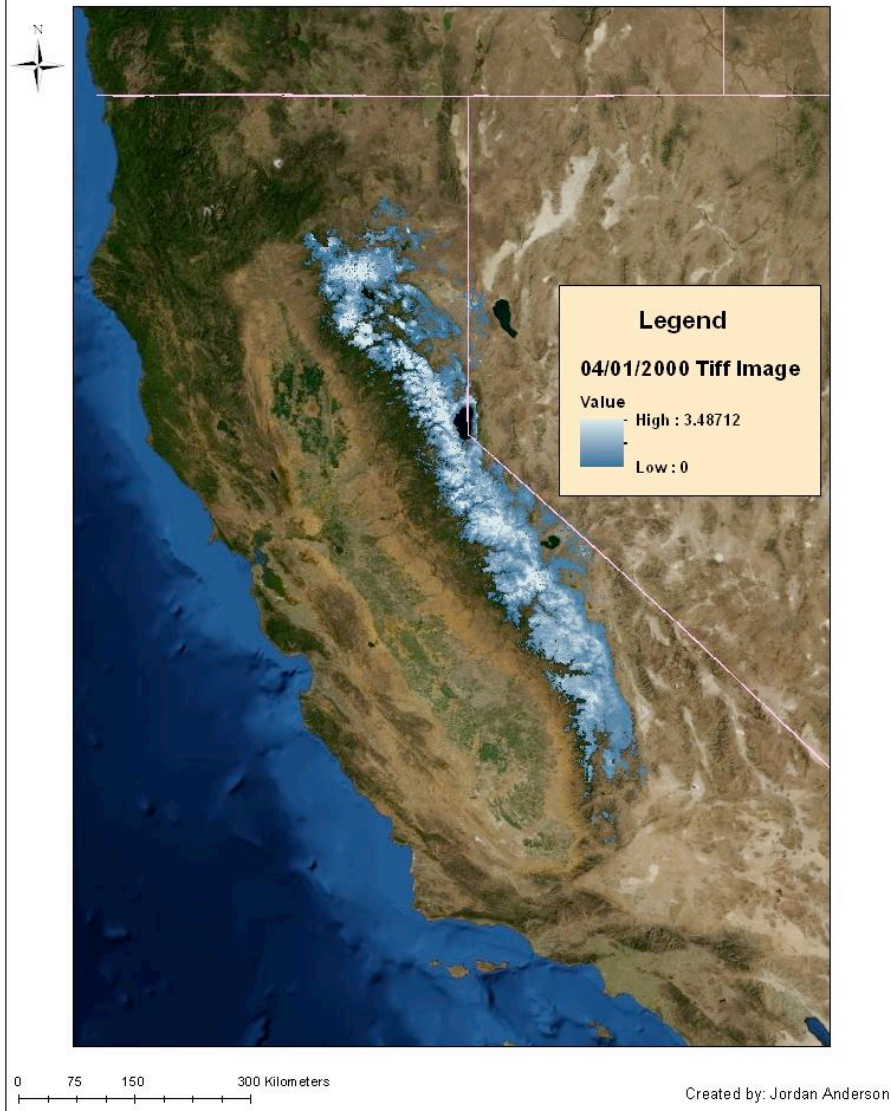 N
Legend
04/01/2000 Tiff Image
Value
High : 3.48712
Low : 0
0 75 150 300 Kilometers
Created by: Jordan Anderson